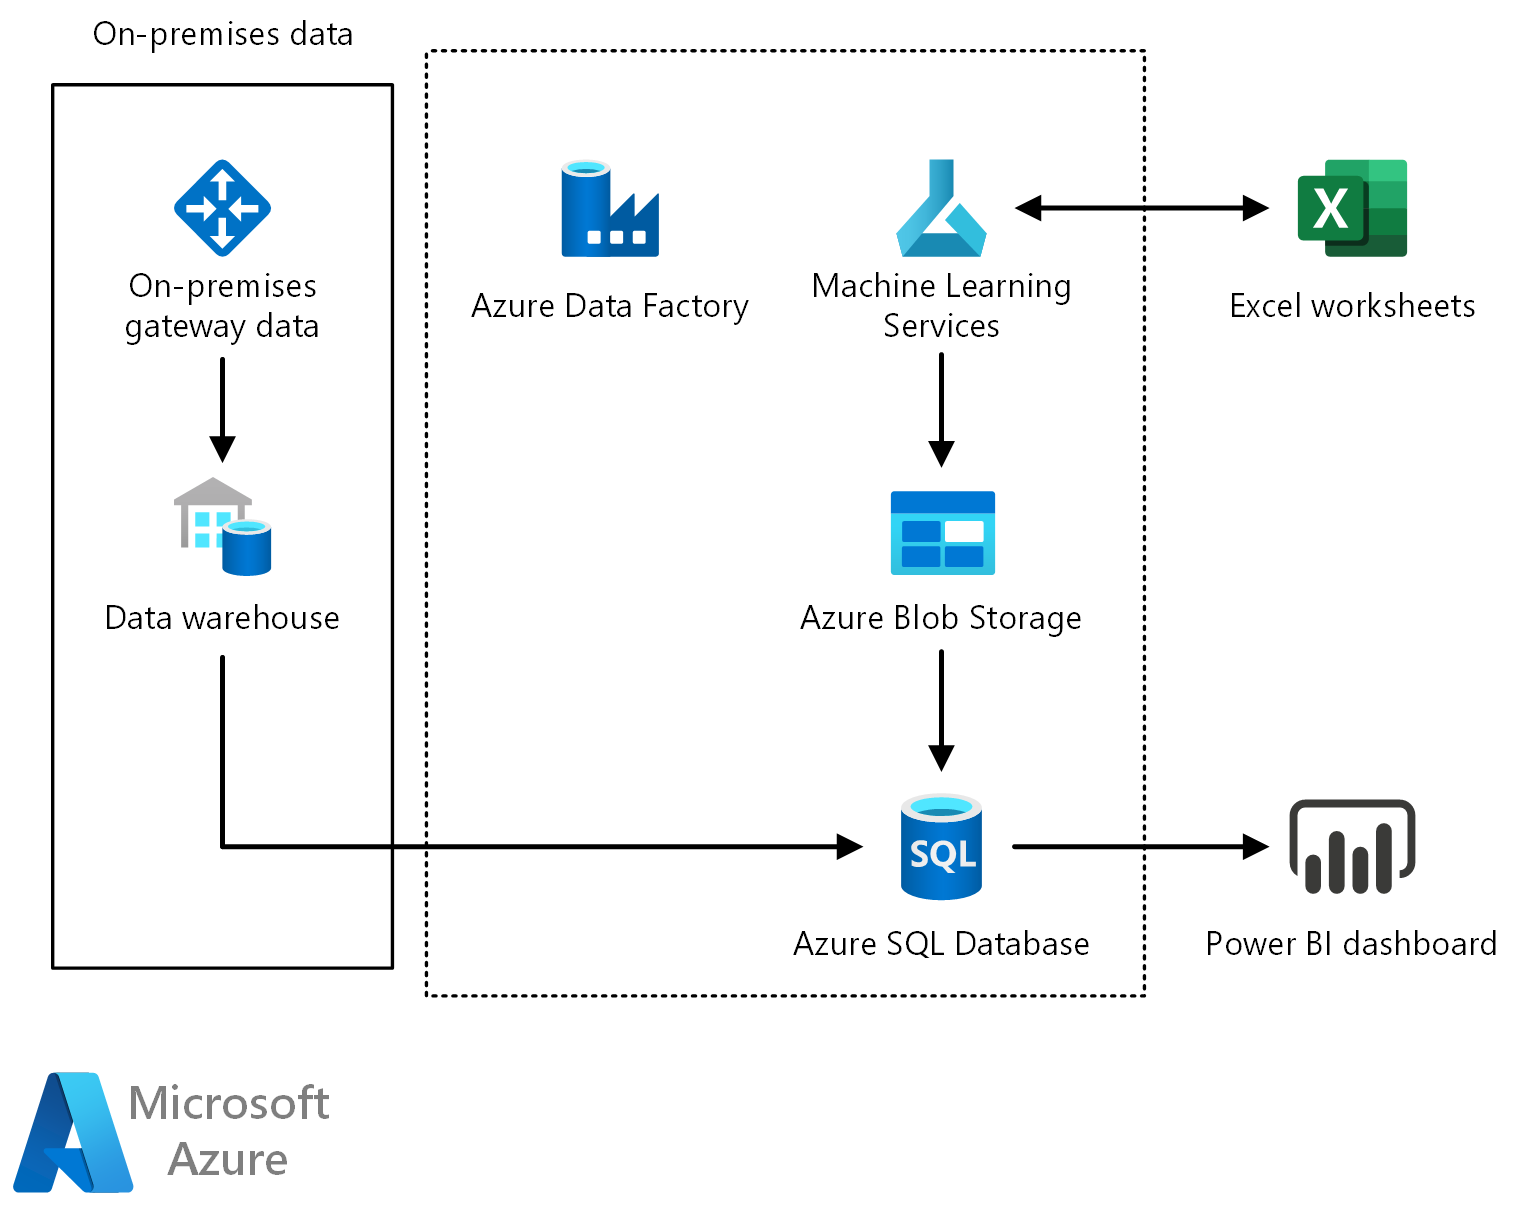 On-premises data
On-premises
gateway data
Data warehouse
Azure Data Factory
Machine Learning
Services
Excel worksheets
X
Azure Blob Storage
SQL
Azure SQL Database
Power BI dashboard
Microsoft
Azure